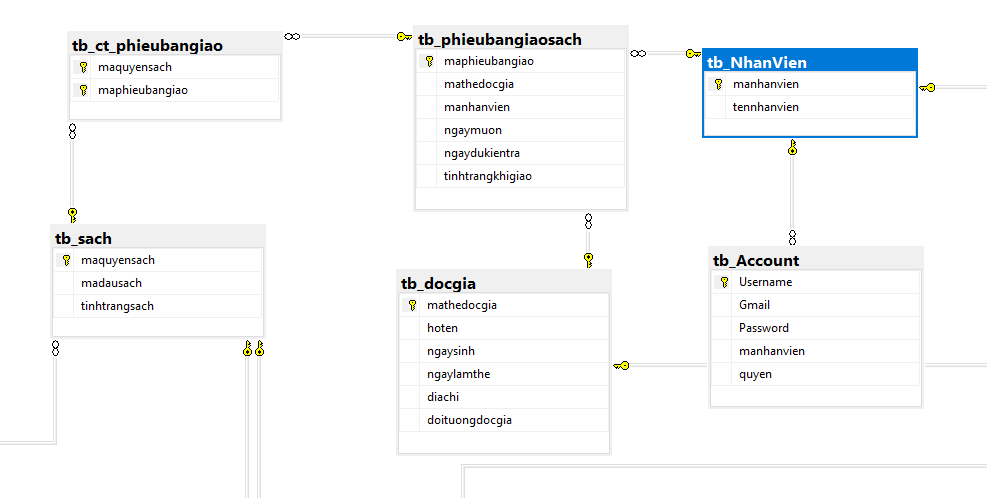 tb_ct_phieubangiao
maquyensach
maphieubangiao
tb_phieubangiaosach
maphieubangiao
mathedocgia
manhanvien
ngaymuon
ngaydukientra
tinhtrangkhigiao
tb_NhanVien
manhanvien
tennhanvien
tb_sach
maquyensach
madausach
tinhtrangsach
tb_docgia
mathedocgia
hoten
ngaysinh
ngaylamthe
diachi
doituongdocgia
tb_Account
Username
Gmail
Password
manhanvien
quyen